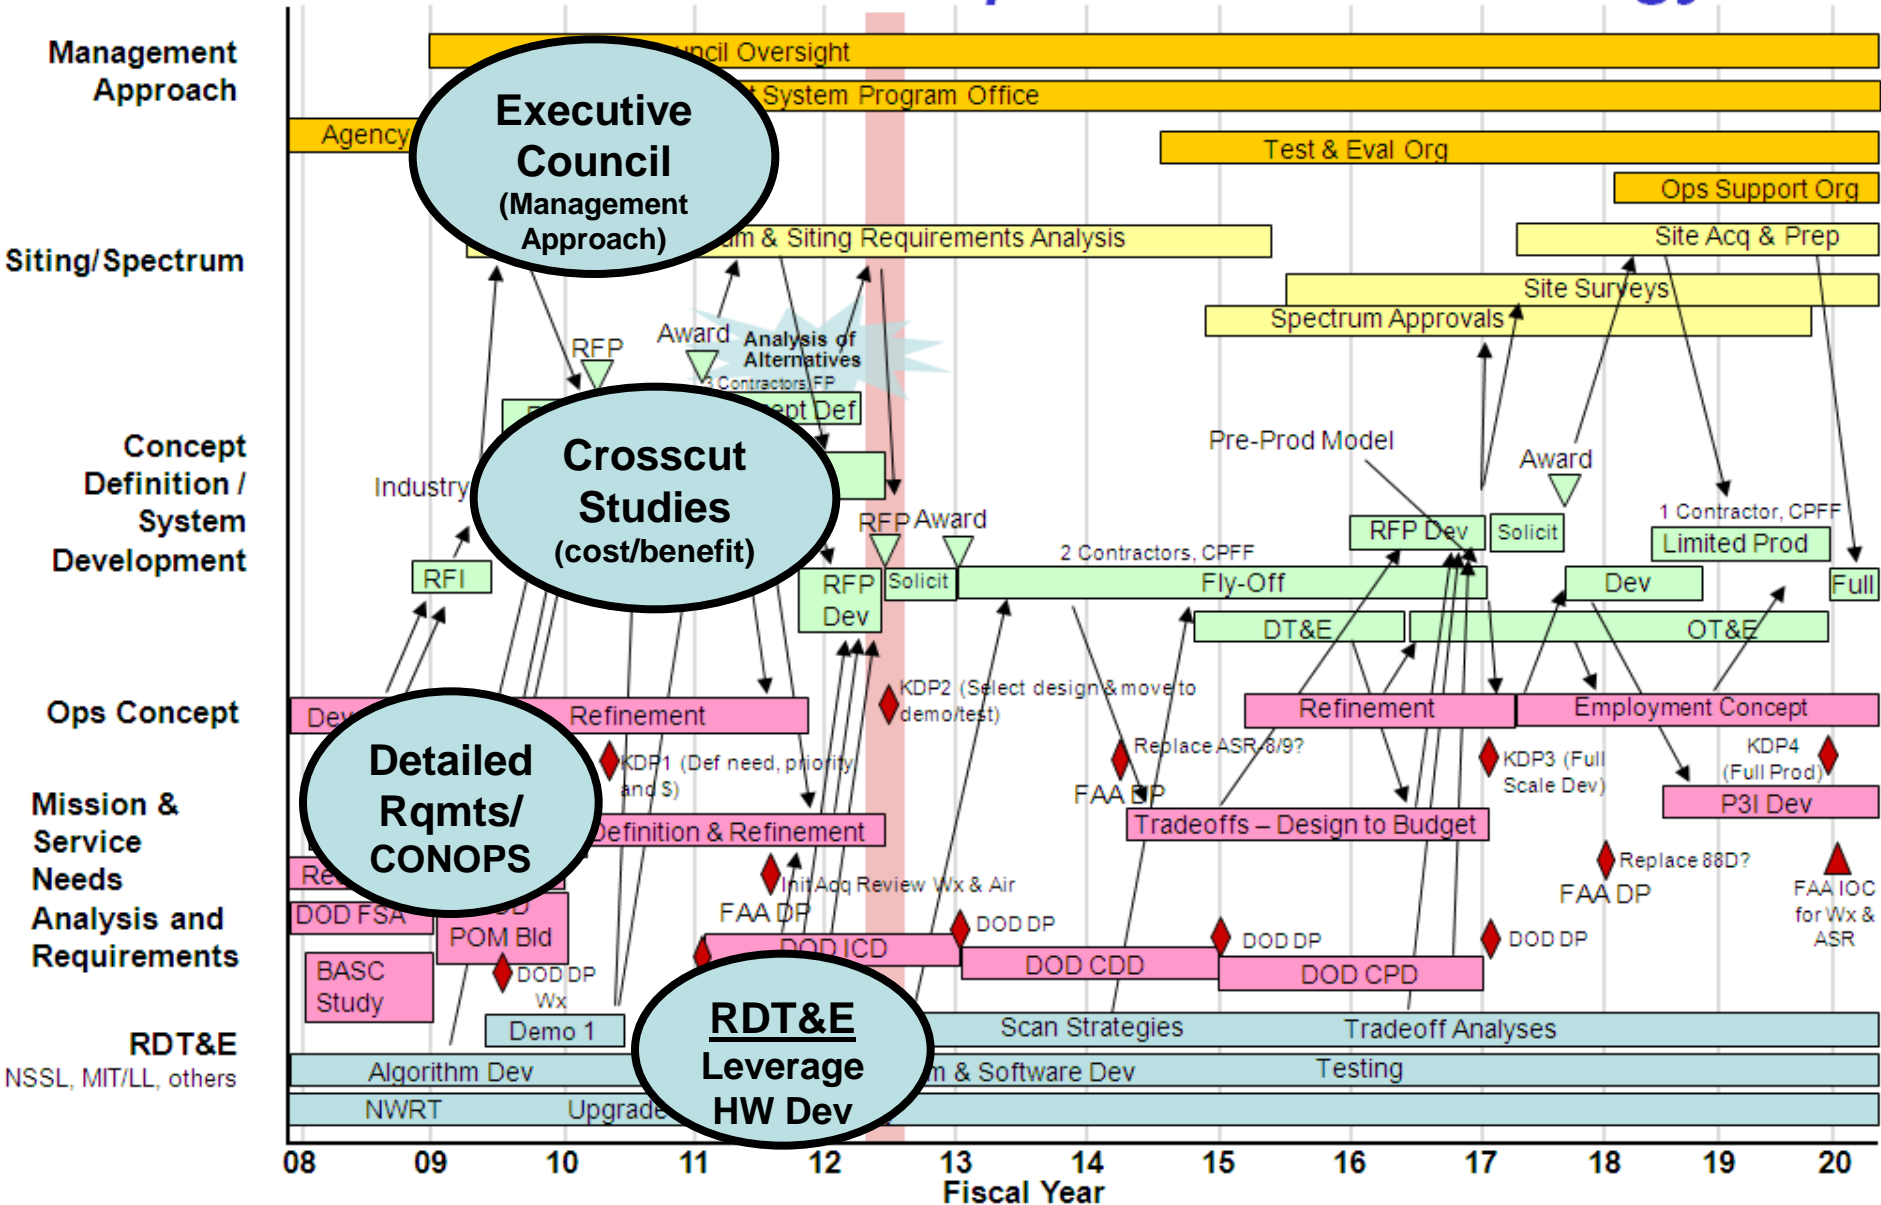 Management
Approach
Council Oversight
System Program Office
Agency
Test & Eval Org
Ops Support Org
Executive
Council
(Management
Approach)
Siting/Spectrum
& Siting Requirements Analysis
Site Acq & Prep
Site Surveys
Spectrum Approvals
RFP
Award
Analysis of
Alternatives
3 Contractors, FP
Def
Concept
Definition /
System
Development
Industry
Crosscut
Studies
(cost/benefit)
Pre-Prod Model
Award
RFP Award
2 Contractors, CPFF
1 Contractor, CPFF
RFI
RFP
Dev
Solicit
Fly-Off
RFP Dev
Solicit
Limited Prod
Dev
Full
DT&E
OT&E
Ops Concept
Dev
Refinement
KDP2 (Select design & move to
demo/test)
Refinement
Employment Concept
KDP1 (Def need, priority
and $)
Replace ASR-8/9?
FAA DP
KDP3 (Full
Scale Dev)
KDP4
(Full Prod)
Detailed
Rqmts/
CONOPS
Mission &
Service
Needs
Analysis and
Requirements
Definition & Refinement
Tradeoffs – Design to Budget
P3I Dev
Init Acq Review Wx & Air
FAA DP
Replace 88D?
FAA DP
FAA IOC
for Wx &
ASR
DOD FSA
POM Bld
DOD ICD
DOD DP
DOD CDD
DOD DP
DOD CPD
DOD DP
BASC
Study
DOD DP
Wx
RDT&E
NSSL, MIT/LL, others
Demo 1
Scan Strategies
Tradeoff Analyses
Algorithm Dev
& Software Dev
Testing
NWRT
Upgrade
RDT&E
Leverage
HW Dev
08 09 10 11 12 13 14 15 16 17 18 19 20
Fiscal Year